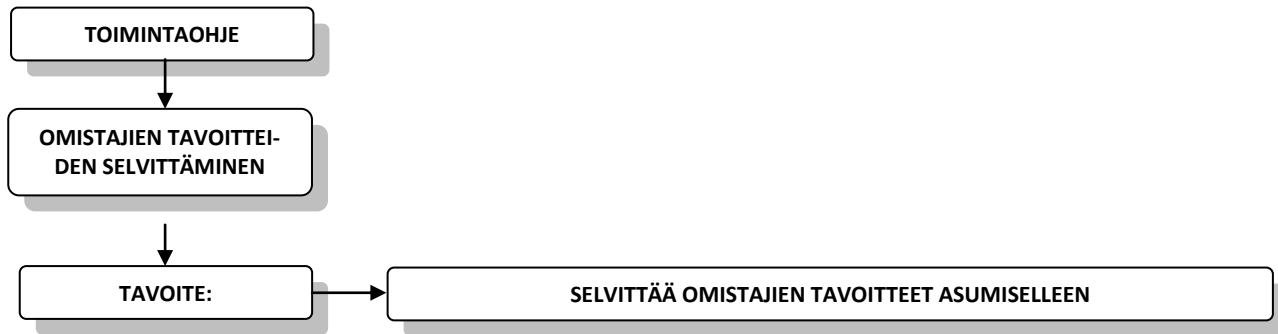 TOIMINTAOHJE
OMISTAJIEN TAVOITTEI-
DEN SELVITTÄMINEN
TAVOITE:
SELVITTÄÄ OMISTAJIEN TAVOITTEET ASUMISELLEEN